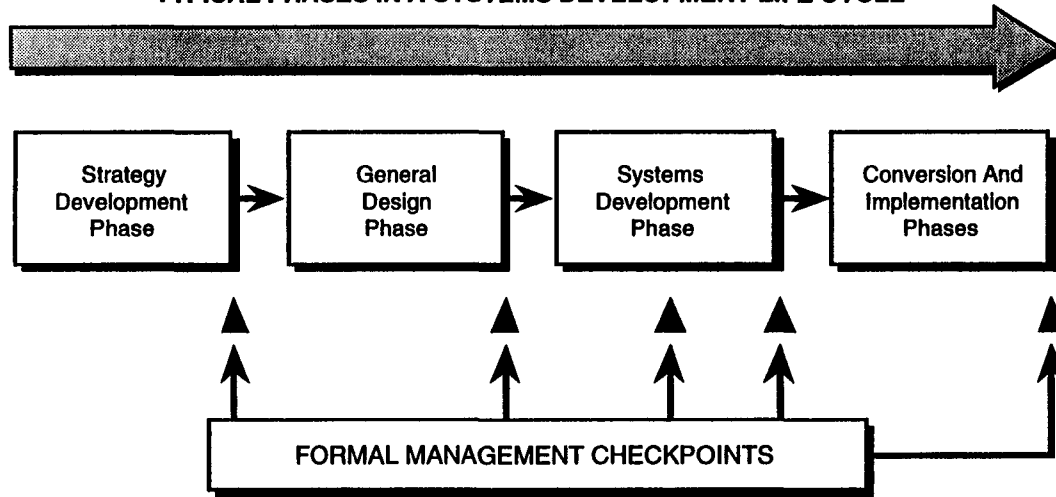 TYPICAL PHASES IN A SYSTEMS DEVELOPMENT LIFE CYCLE
Strategy
Development
Phase
General
Design
Phase
Systems
Development
Phase
Conversion And
Implementation
Phases
FORMAL MANAGEMENT CHECKPOINTS